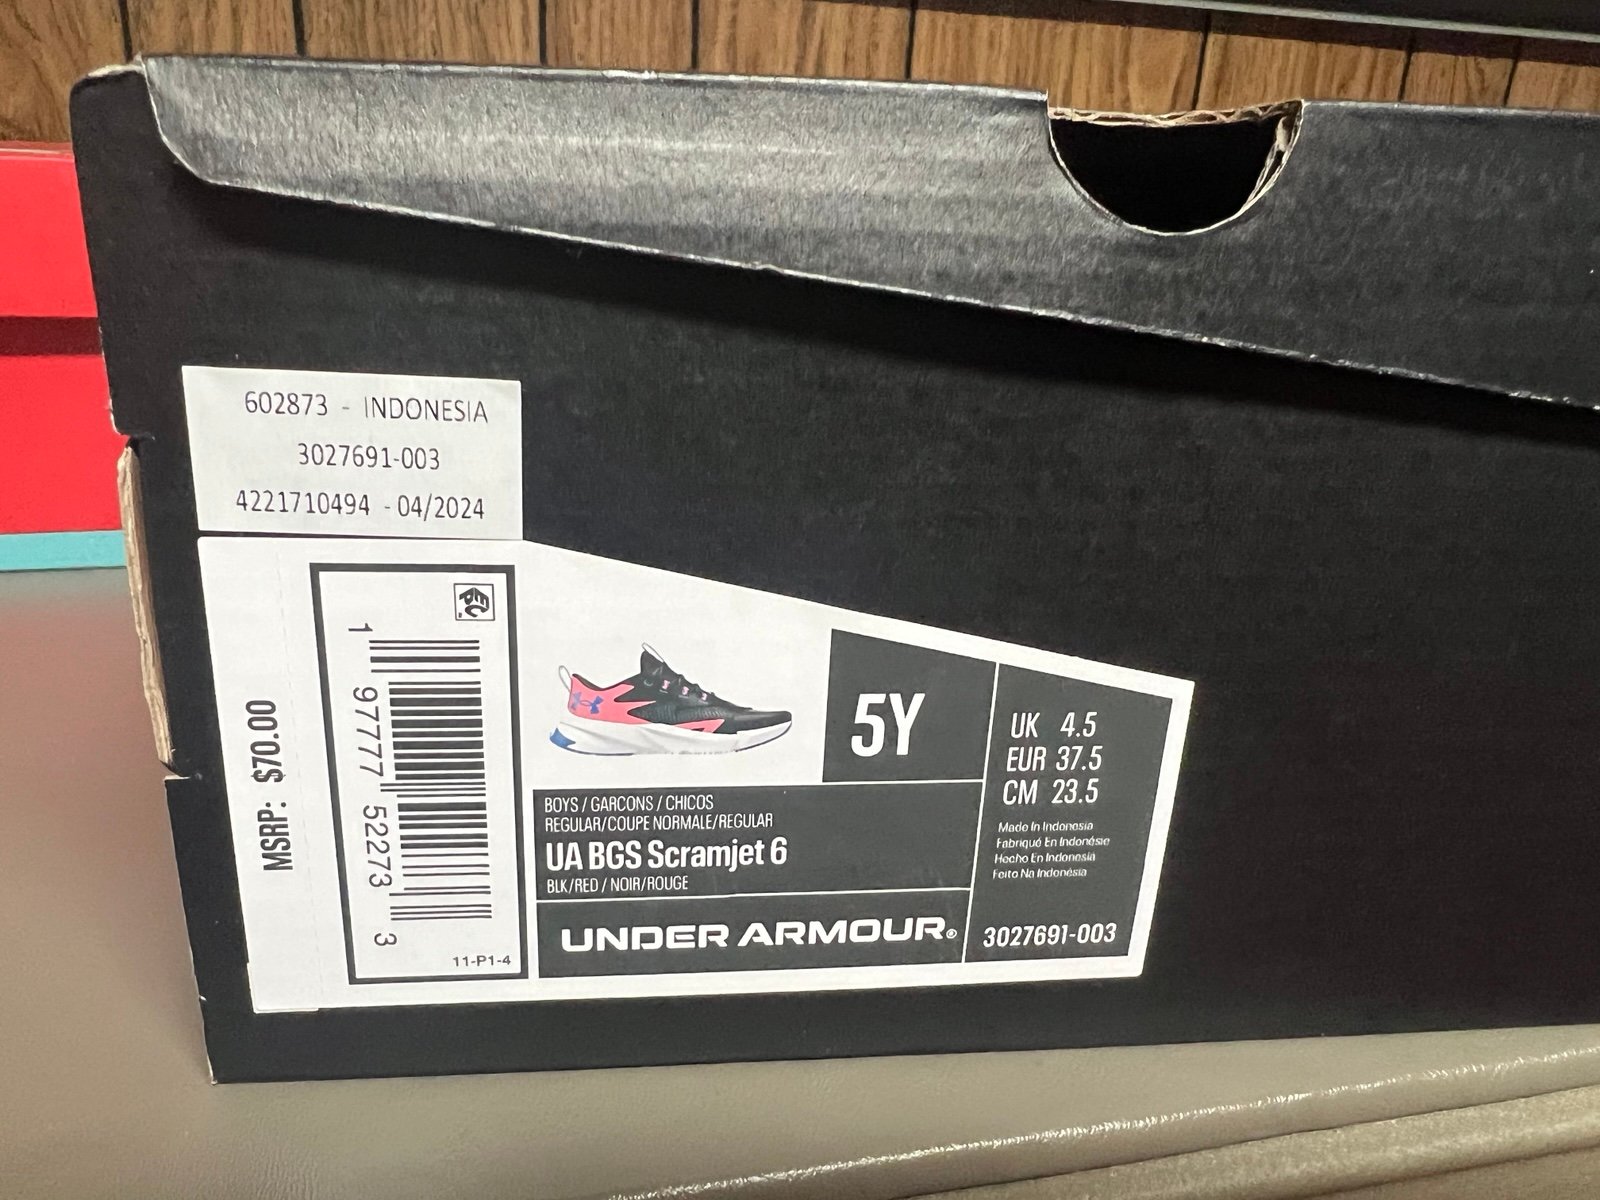 602873 - INDONESIA
3027691-003
4221710494 - 04/2024
MSRP: $70.00
1 97777 52273 3
11-P1-4
5Y
UK 4.5
EUR 37.5
CM 23.5
Made In Indonesia
Fabriqué En Indonésie
Hecho En Indonesia
Feito Na Indonésia
3027691-003
BOYS / GARCONS / CHICOS
REGULAR/COUPE NORMALE/REGULAR
UA BGS Scramjet 6
BLK/RED / NOIR/ROUGE
UNDER ARMOUR®